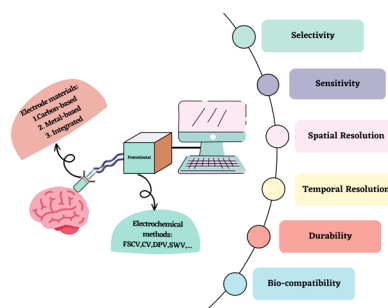 Electrode materials:
1.Carbon-based
2. Metal-based
3. Integrated
Potentiostat
Electrochemical
methods:
FSCV,CV,DPV,SWV,...
Selectivity
Sensitivity
Spatial Resolution
Temporal Resolution
Durability
Bio-compatibility